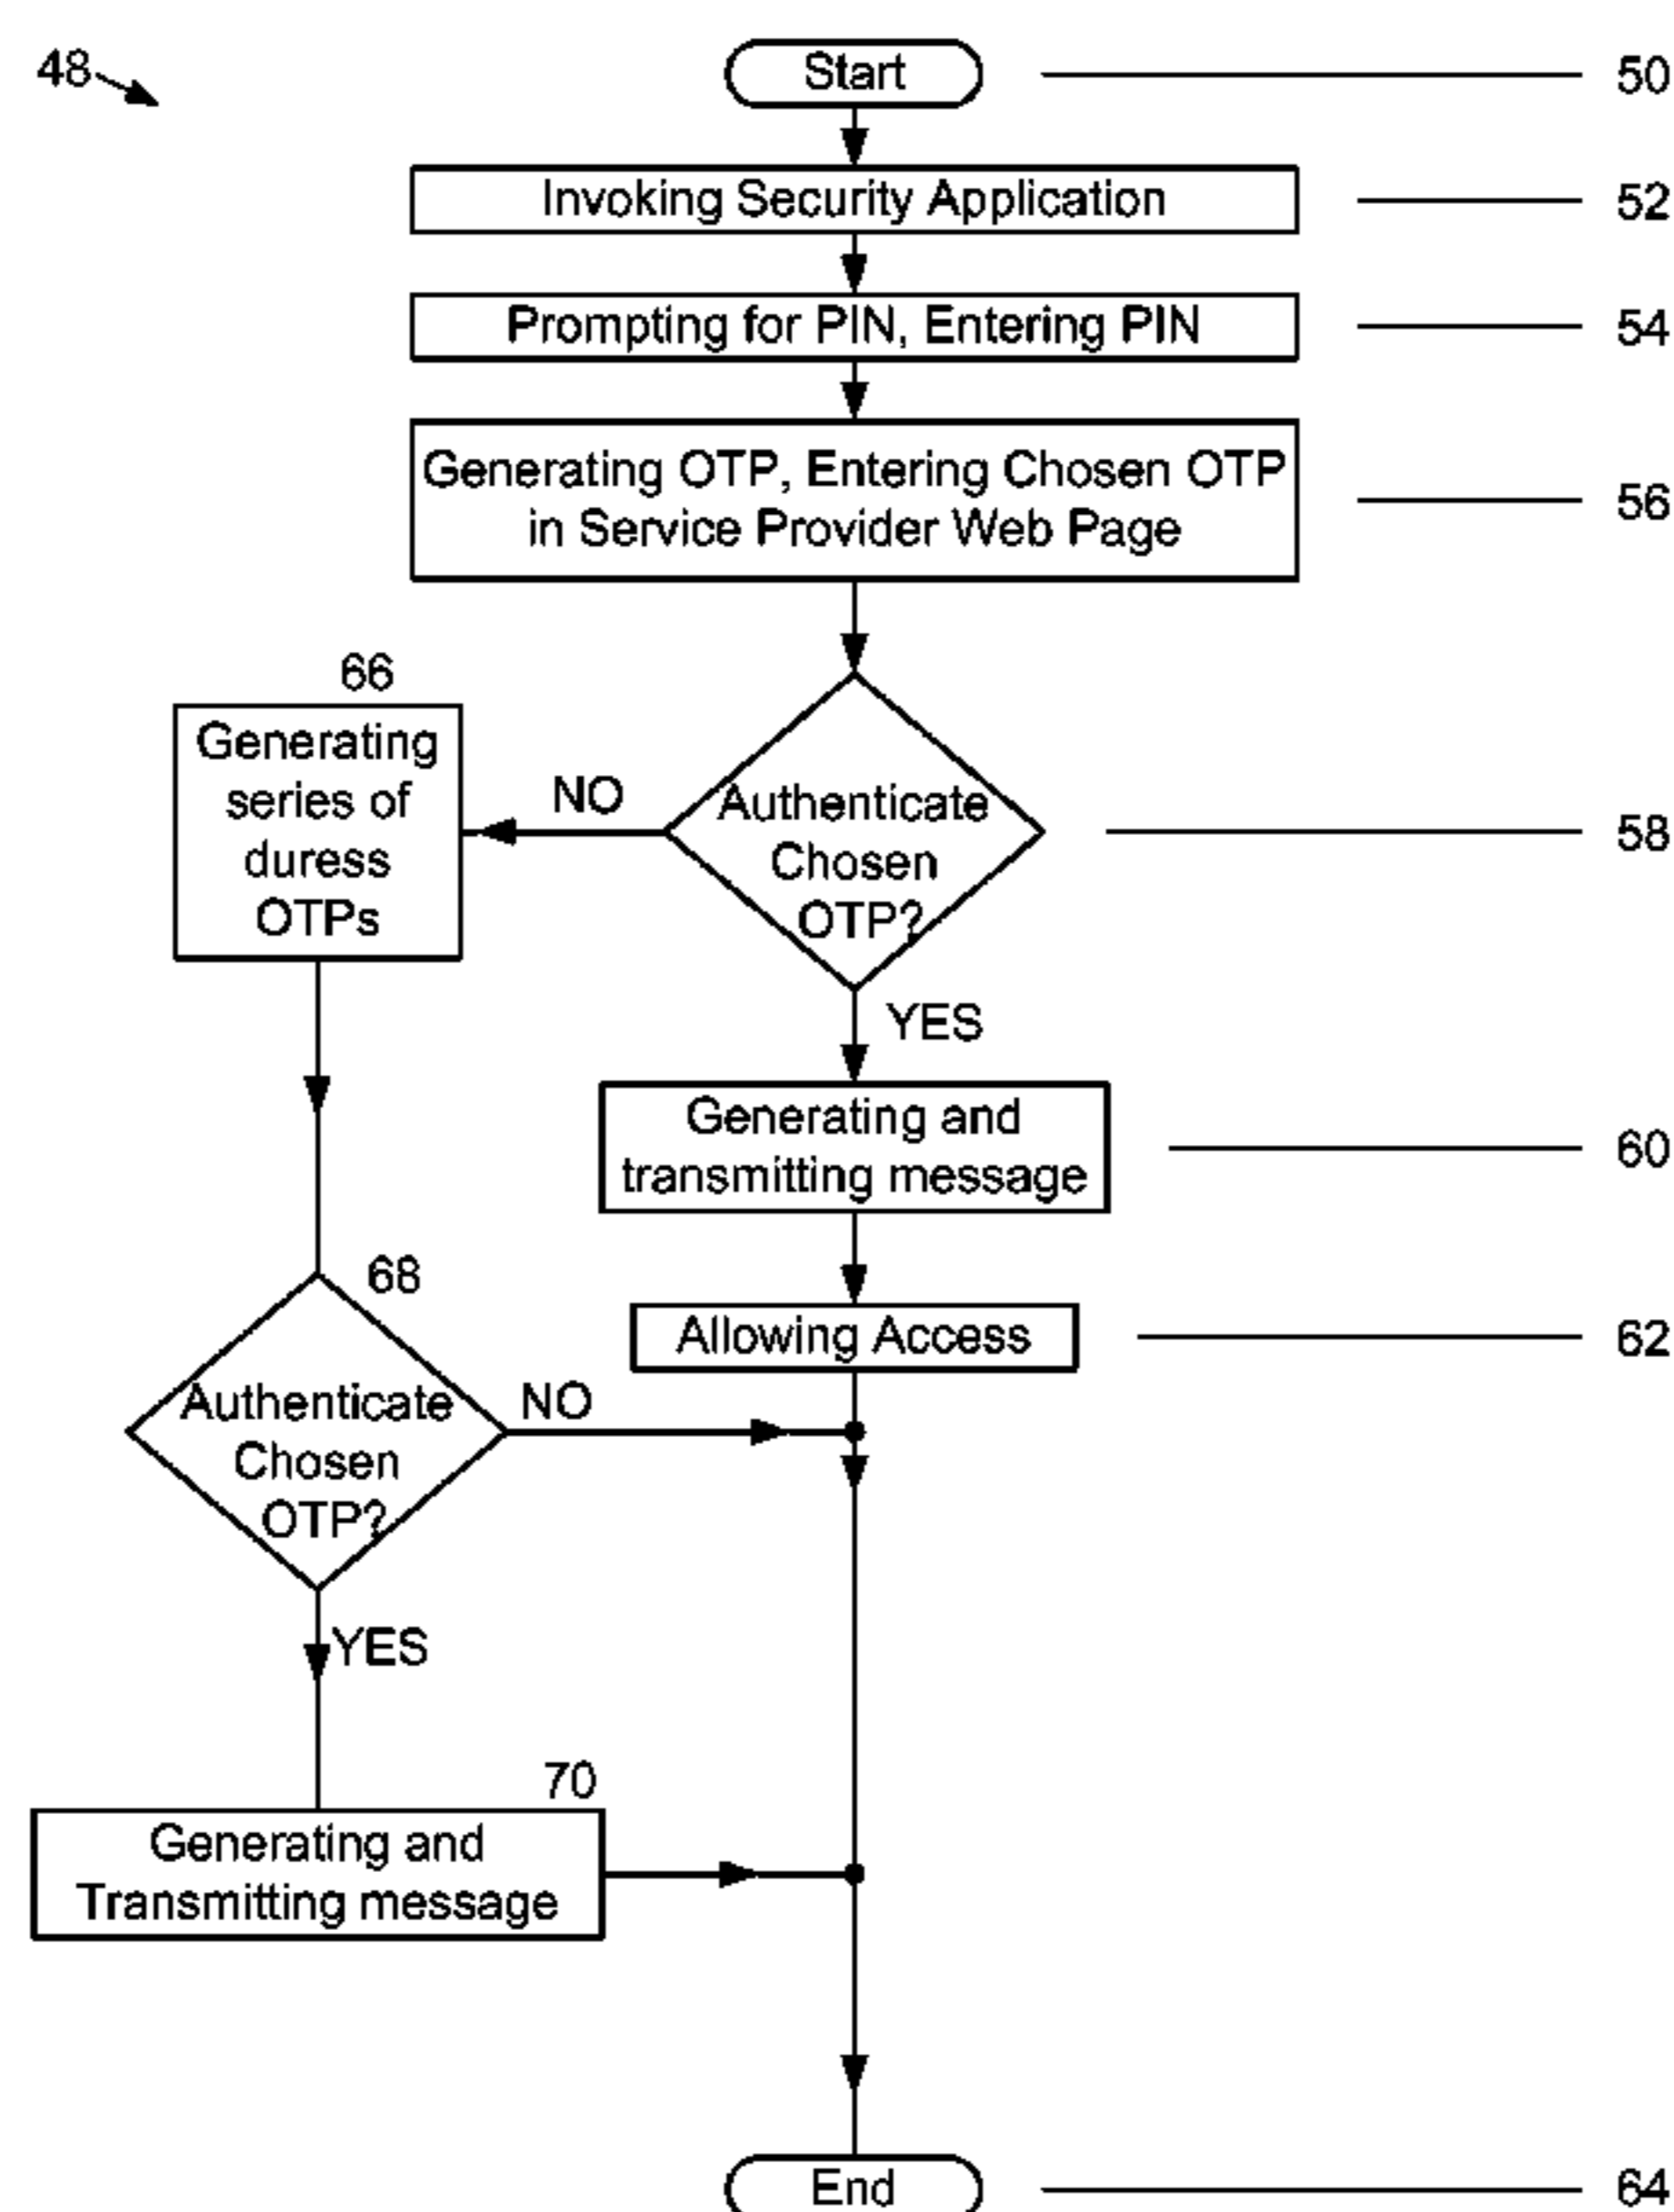 48
Start
50
Invoking Security Application
52
Prompting for PIN, Entering PIN
54
Generating OTP, Entering Chosen OTP
in Service Provider Web Page
56
66
Generating
series of
duress
OTPs
NO
Authenticate
Chosen
OTP?
58
YES
Generating and
transmitting message
60
68
Allowing Access
62
Authenticate
Chosen
OTP?
NO
YES
70
Generating and
Transmitting message
End
64